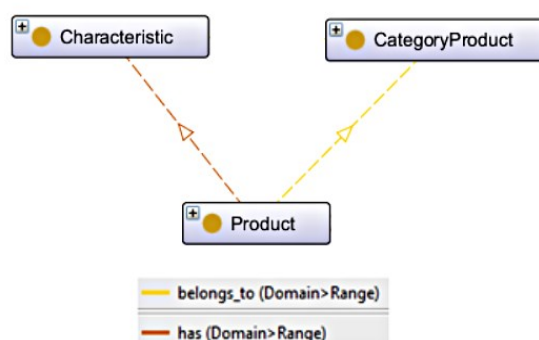 Characteristic
CategoryProduct
Product
belongs_to (Domain>Range)
has (Domain>Range)